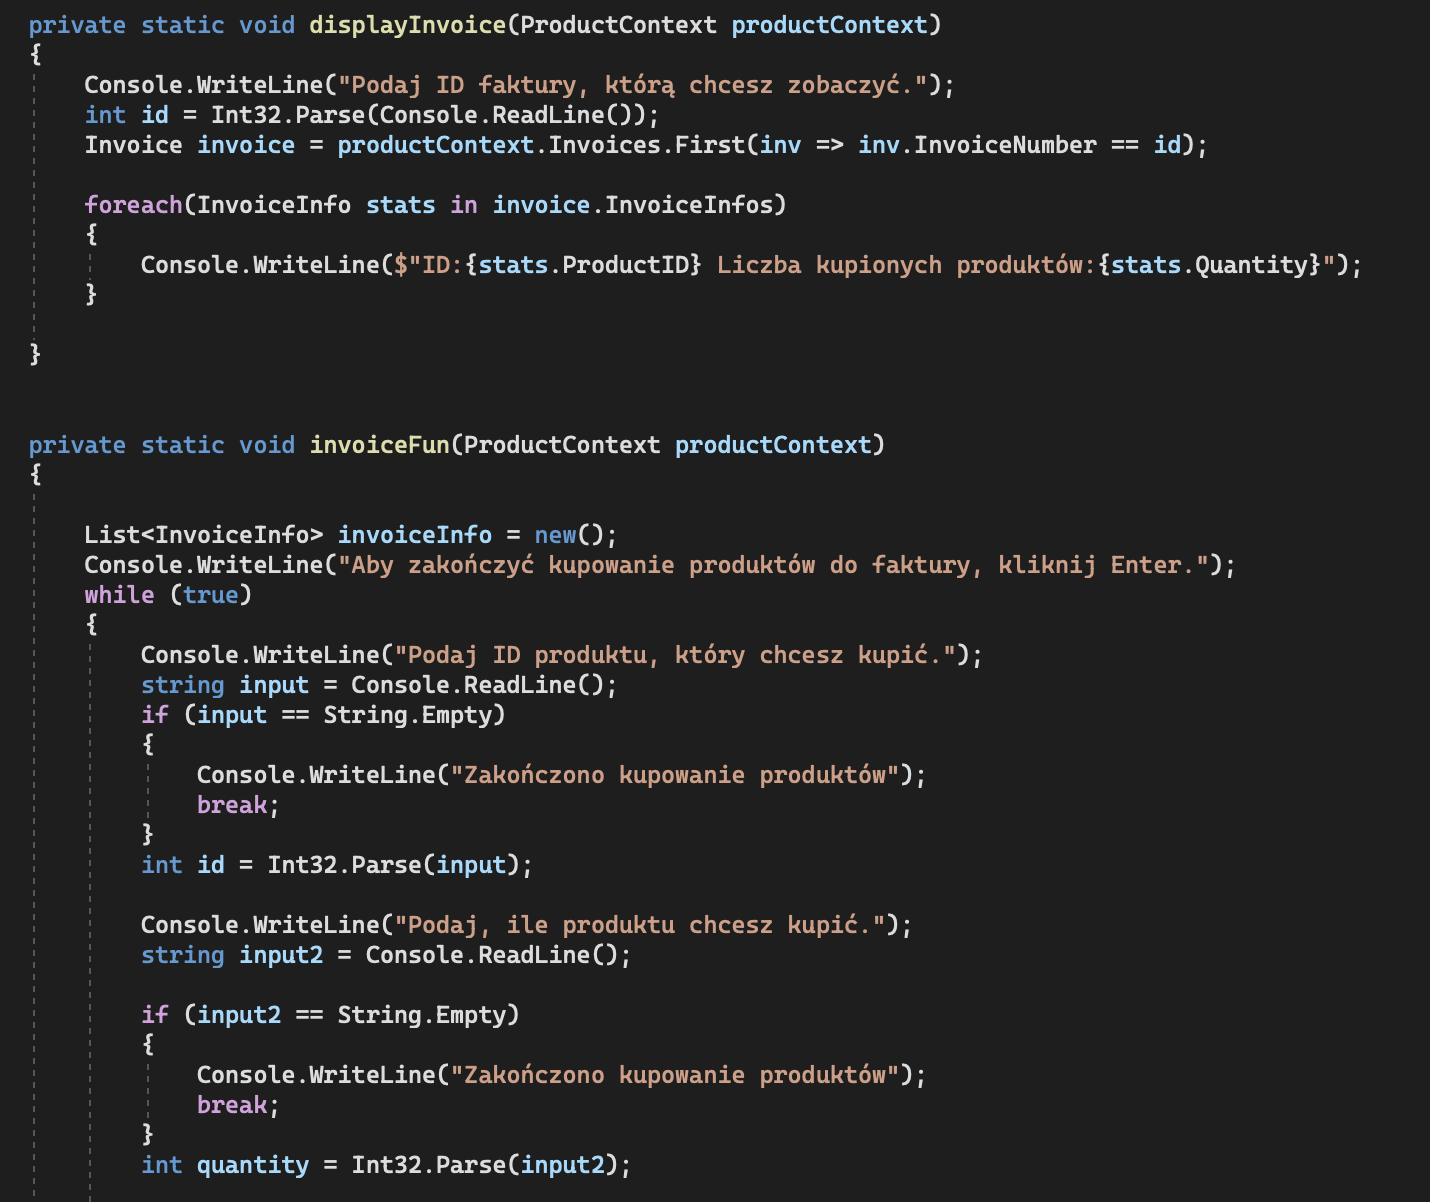 private static void displayInvoice(ProductContext productContext)
{
    Console.WriteLine("Podaj ID faktury, którą chcesz zobaczyć.");
    int id = Int32.Parse(Console.ReadLine());
    Invoice invoice = productContext.Invoices.First(inv => inv.InvoiceNumber == id);
    foreach(InvoiceInfo stats in invoice.InvoiceInfos)
    {
        Console.WriteLine($"ID:{stats.ProductID} Liczba kupionych produktów:{stats.Quantity}");
    }
}
private static void invoiceFun(ProductContext productContext)
{
    List<InvoiceInfo> invoiceInfo = new();
    Console.WriteLine("Aby zakończyć kupowanie produktów do faktury, kliknij Enter.");
    while (true)
    {
        Console.WriteLine("Podaj ID produktu, który chcesz kupić.");
        string input = Console.ReadLine();
        if (input == String.Empty)
        {
            Console.WriteLine("Zakończono kupowanie produktów");
            break;
        }
        int id = Int32.Parse(input);
        Console.WriteLine("Podaj, ile produktu chcesz kupić.");
        string input2 = Console.ReadLine();
        if (input2 == String.Empty)
        {
            Console.WriteLine("Zakończono kupowanie produktów");
            break;
        }
        int quantity = Int32.Parse(input2);